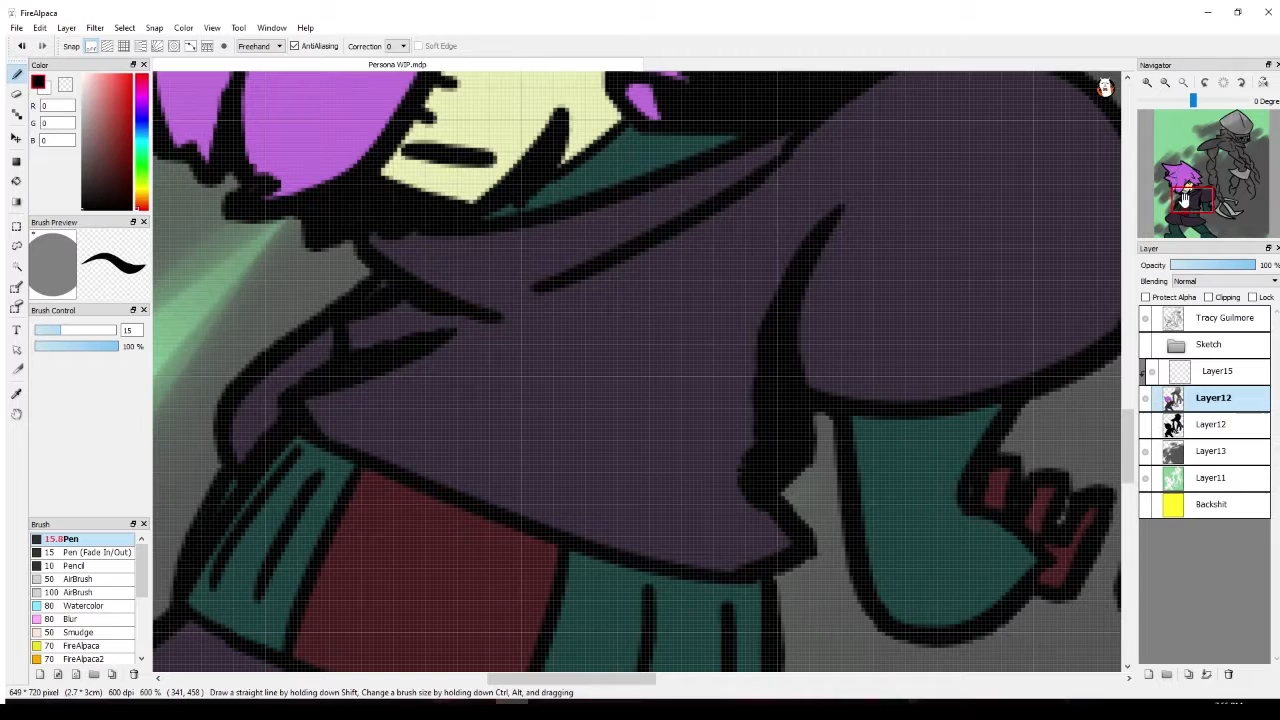 FireAlpaca
File Edit Layer Filter Select Snap Color View Tool Window Help
Snap Freehand AntiAliasing Correction 0 Soft Edge
Color Persona WIP.mdp Navigator
R 0
G 0
B 0
0 Degree
Brush Preview
Layer
Opacity 100 %
Blending Normal
Protect Alpha Clipping Lock
Brush Control
15
100 %
Tracy Guilmore
Sketch
Layer15
Layer12
Layer12
Layer13
Layer11
Backshit
Brush
15.8 Pen
15 Pen (Fade In/Out)
10 Pencil
50 AirBrush
100 AirBrush
80 Watercolor
80 Blur
50 Smudge
70 FireAlpaca
70 FireAlpaca2
649 * 720 pixel (2.7 * 3cm) 600 dpi 600 % ( 341, 458 ) Draw a straight line by holding down Shift, Change a brush size by holding down Ctrl, Alt, and dragging